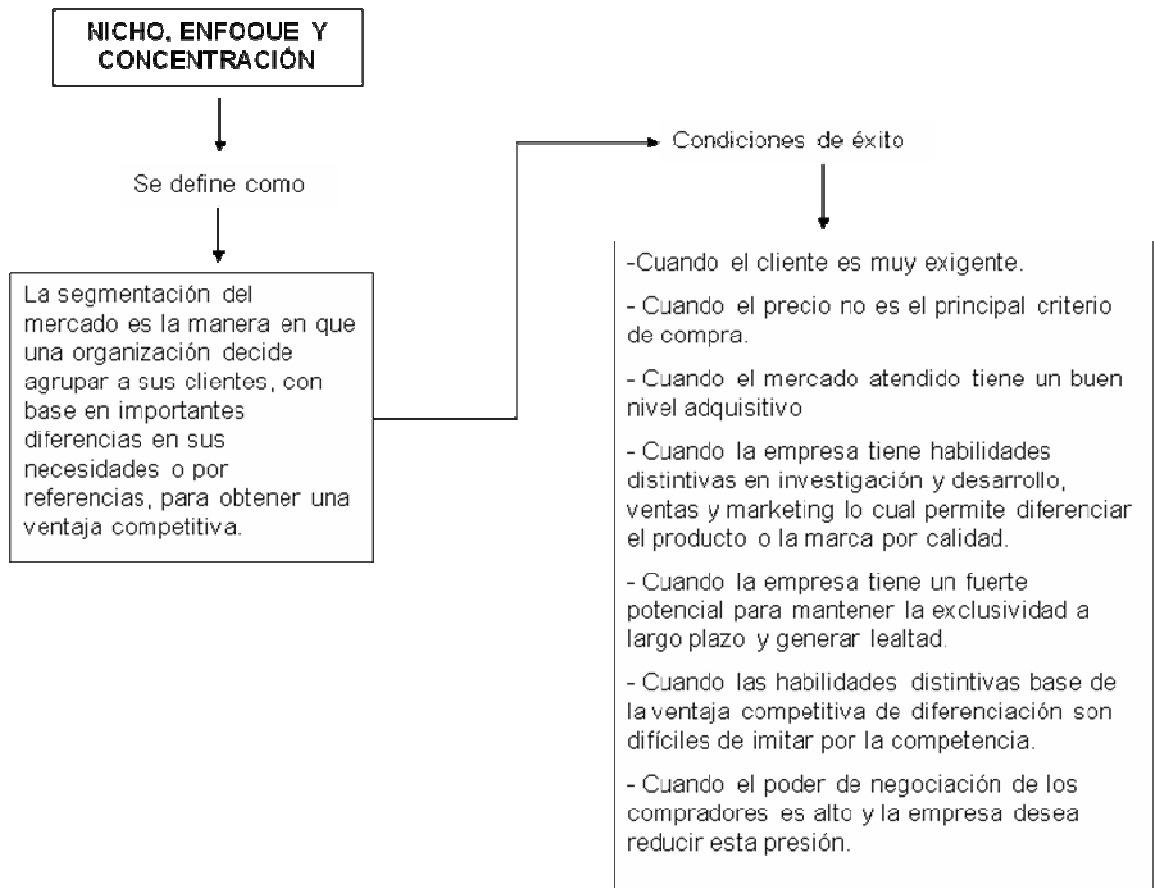 NICHO, ENFOQUE Y
CONCENTRACIÓN
Se define como
La segmentación del
mercado es la manera en que
una organización decide
agrupar a sus clientes, con
base en importantes
diferencias en sus
necesidades o por
referencias, para obtener una
ventaja competitiva.
Condiciones de éxito
-Cuando el cliente es muy exigente.
- Cuando el precio no es el principal criterio
de compra.
- Cuando el mercado atendido tiene un buen
nivel adquisitivo
- Cuando la empresa tiene habilidades
distintivas en investigación y desarrollo,
ventas y marketing lo cual permite diferenciar
el producto o la marca por calidad.
- Cuando la empresa tiene un fuerte
potencial para mantener la exclusividad a
largo plazo y generar lealtad.
- Cuando las habilidades distintivas base de
la ventaja competitiva de diferenciación son
difíciles de imitar por la competencia.
- Cuando el poder de negociación de los
compradores es alto y la empresa desea
reducir esta presión.